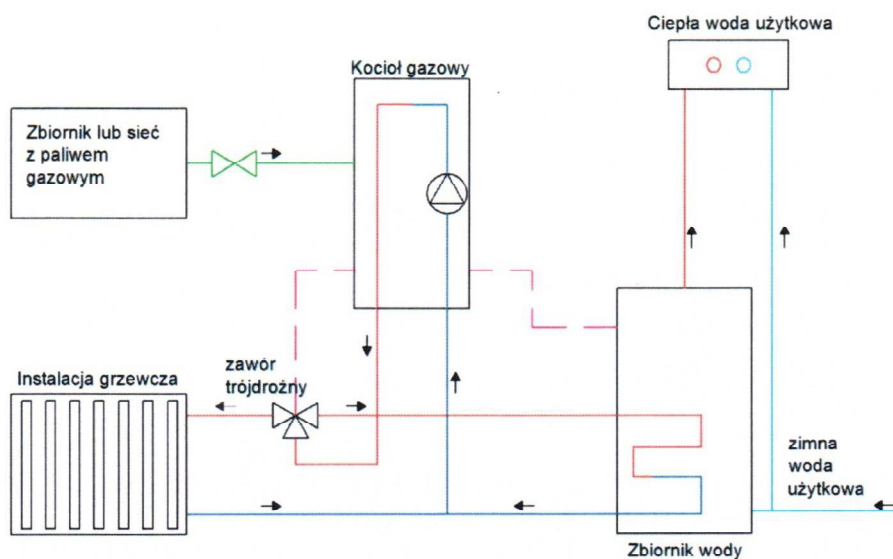 Ciepła woda użytkowa
Kocioł gazowy
Zbiornik lub sieć
z paliwem
gazowym
zawór
trójdrożny
Instalacja grzewcza
zimna
woda
użytkowa
Zbiornik wody